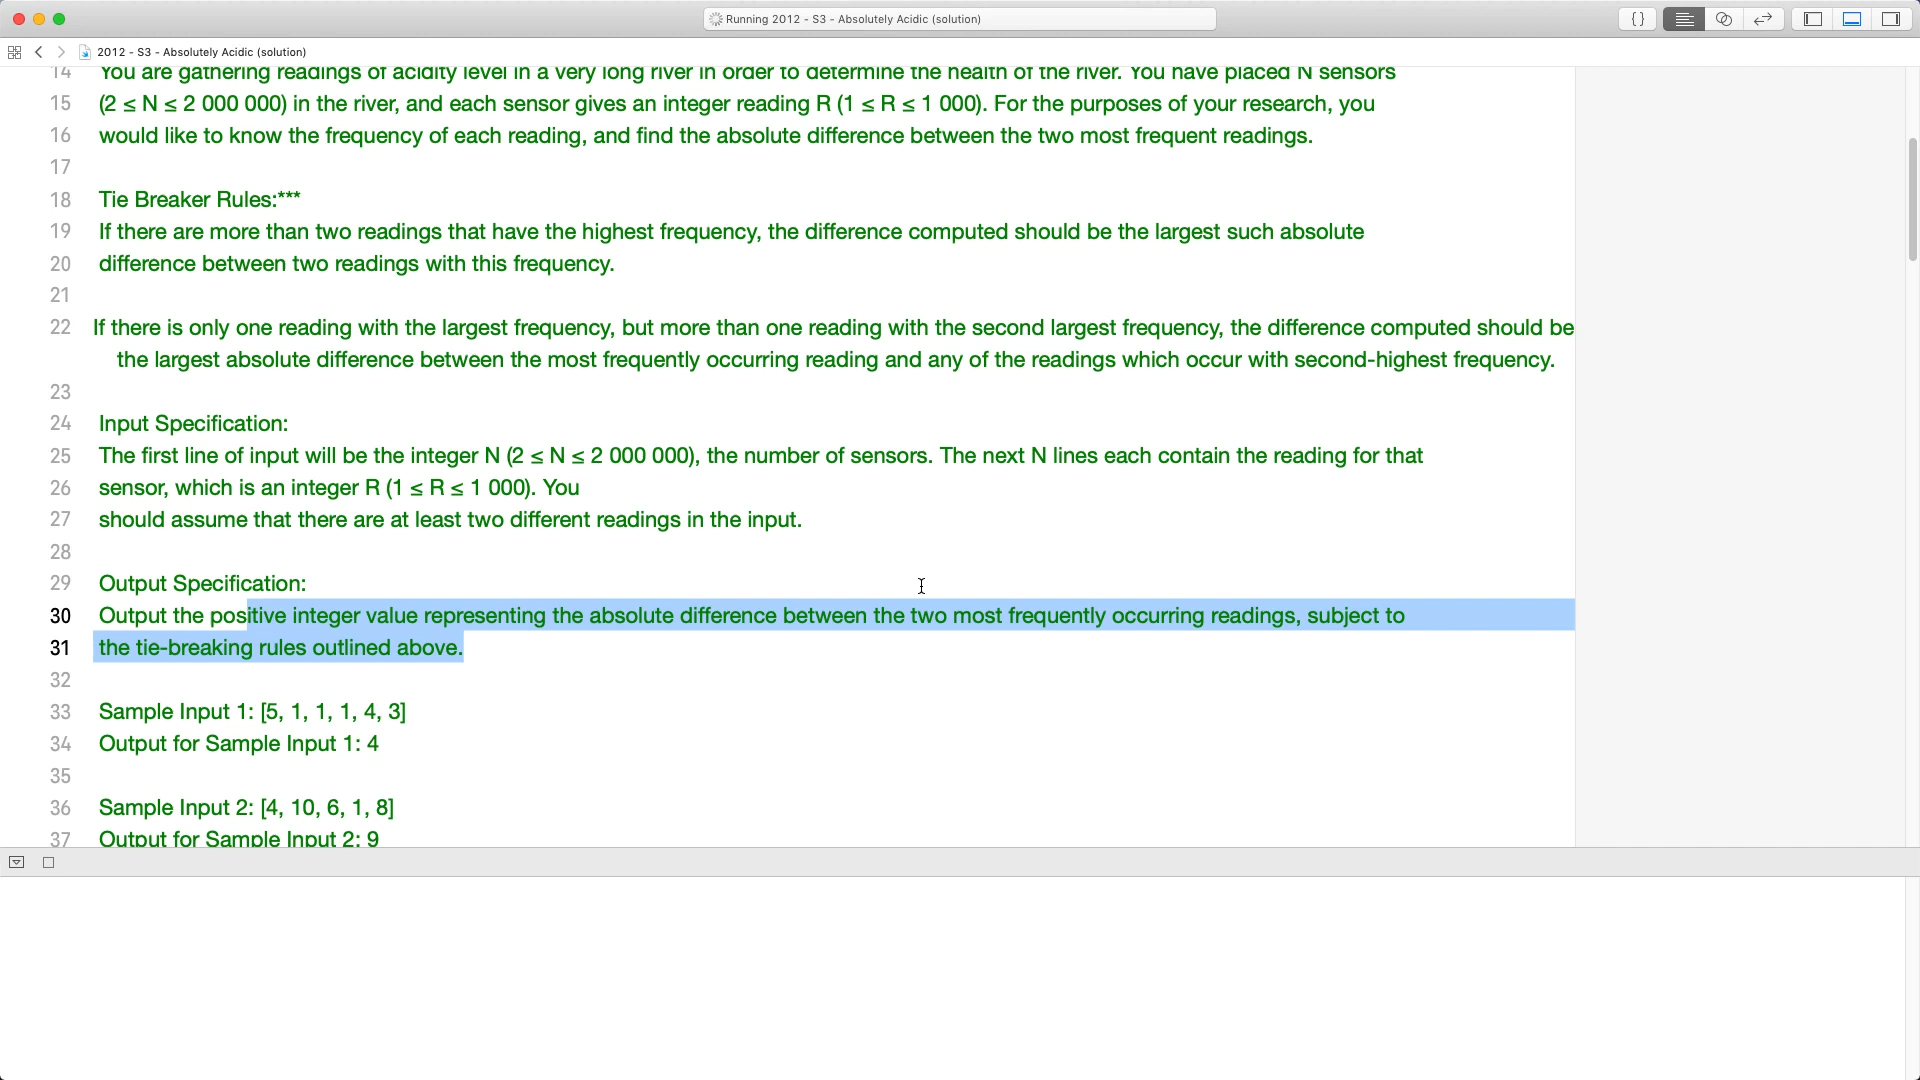 Running 2012 - S3 - Absolutely Acidic (solution)
{ }
2012 - S3 - Absolutely Acidic (solution)
14 You are gathering readings of acidity level in a very long river in order to determine the health of the river. You have placed N sensors
15 (2 ≤ N ≤ 2 000 000) in the river, and each sensor gives an integer reading R (1 ≤ R ≤ 1 000). For the purposes of your research, you
16 would like to know the frequency of each reading, and find the absolute difference between the two most frequent readings.
17
18 Tie Breaker Rules:***
19 If there are more than two readings that have the highest frequency, the difference computed should be the largest such absolute
20 difference between two readings with this frequency.
21
22 If there is only one reading with the largest frequency, but more than one reading with the second largest frequency, the difference computed should be
the largest absolute difference between the most frequently occurring reading and any of the readings which occur with second-highest frequency.
23
24 Input Specification:
25 The first line of input will be the integer N (2 ≤ N ≤ 2 000 000), the number of sensors. The next N lines each contain the reading for that
26 sensor, which is an integer R (1 ≤ R ≤ 1 000). You
27 should assume that there are at least two different readings in the input.
28
29 Output Specification:
30 Output the positive integer value representing the absolute difference between the two most frequently occurring readings, subject to
31 the tie-breaking rules outlined above.
32
33 Sample Input 1: [5, 1, 1, 1, 4, 3]
34 Output for Sample Input 1: 4
35
36 Sample Input 2: [4, 10, 6, 1, 8]
37 Output for Sample Input 2: 9